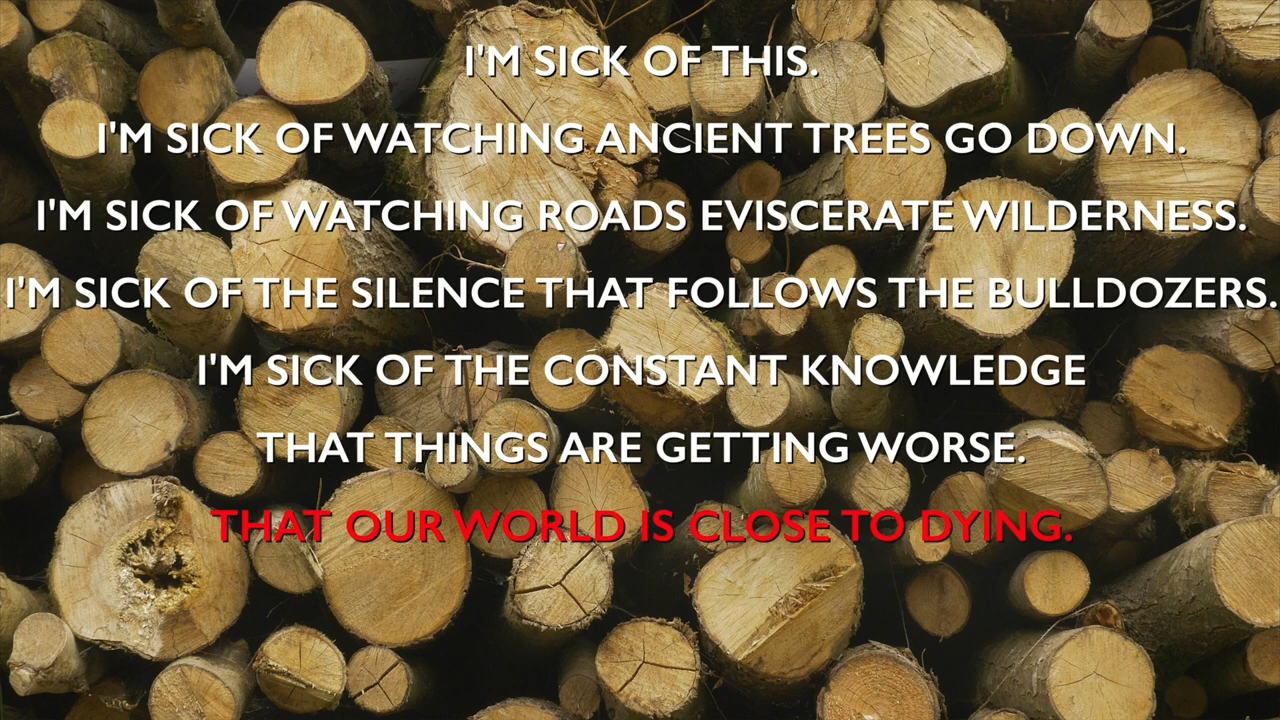 I'M SICK OF THIS.
I'M SICK OF WATCHING ANCIENT TREES GO DOWN.
I'M SICK OF WATCHING ROADS EVISCERATE WILDERNESS.
I'M SICK OF THE SILENCE THAT FOLLOWS THE BULLDOZERS.
I'M SICK OF THE CONSTANT KNOWLEDGE
THAT THINGS ARE GETTING WORSE.
THAT OUR WORLD IS CLOSE TO DYING.